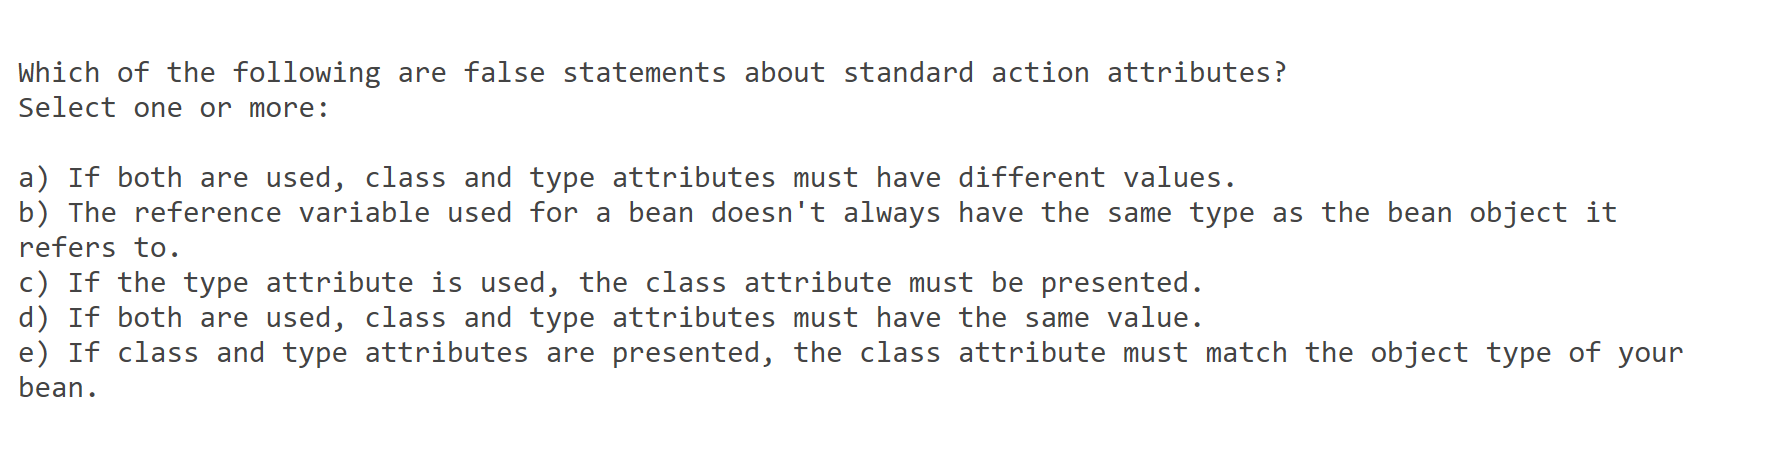 Which of the following are false statements about standard action attributes?
Select one or more:
a) If both are used, class and type attributes must have different values.
b) The reference variable used for a bean doesn't always have the same type as the bean object it
refers to.
c) If the type attribute is used, the class attribute must be presented.
d) If both are used, class and type attributes must have the same value.
e) If class and type attributes are presented, the class attribute must match the object type of your
bean.